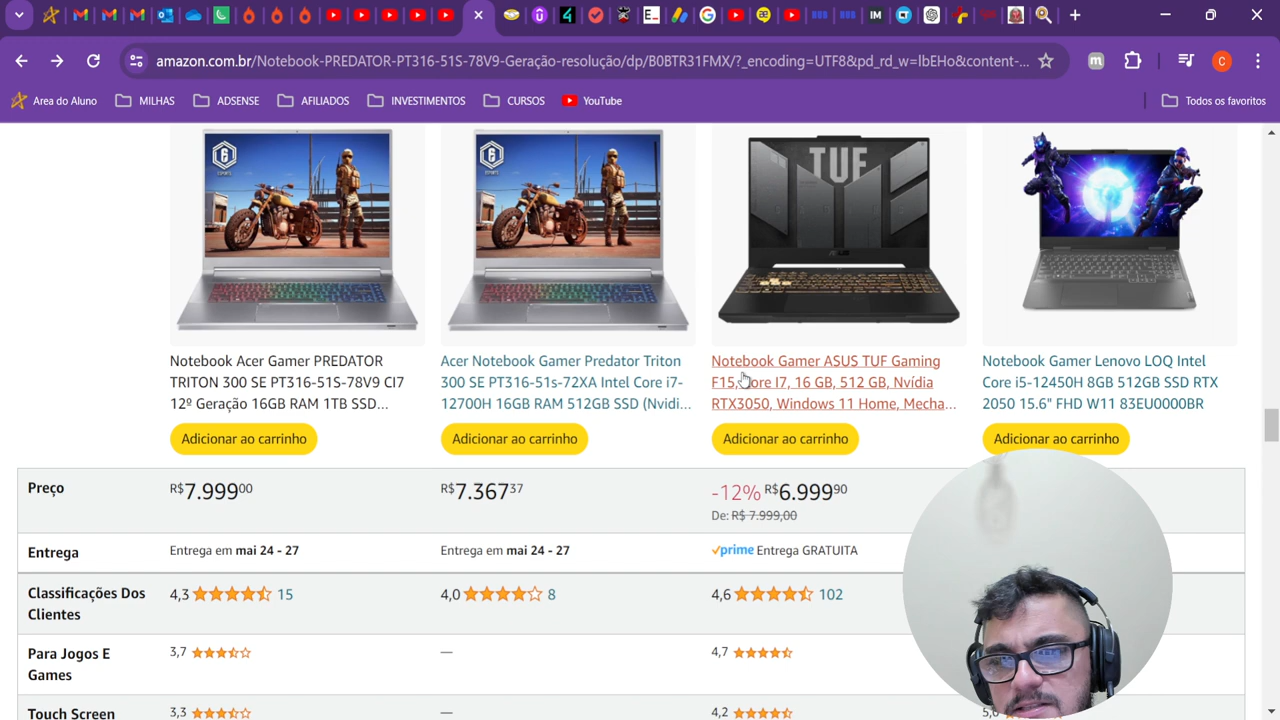 amazon.com.br/Notebook-PREDATOR-PT316-51S-78V9-Geração-resolução/dp/B0BTR31FMX/?_encoding=UTF8&pd_rd_w=lbEHo&content-...
Area do Aluno MILHAS ADSENSE AFILIADOS INVESTIMENTOS CURSOS YouTube Todos os favoritos
ESPORTS ESPORTS TUF
Notebook Acer Gamer PREDATOR
TRITON 300 SE PT316-51S-78V9 CI7
12º Geração 16GB RAM 1TB SSD...
Acer Notebook Gamer Predator Triton
300 SE PT316-51s-72XA Intel Core i7-
12700H 16GB RAM 512GB SSD (Nvidi...
Notebook Gamer ASUS TUF Gaming
F15, Core I7, 16 GB, 512 GB, Nvídia
RTX3050, Windows 11 Home, Mecha...
Notebook Gamer Lenovo LOQ Intel
Core i5-12450H 8GB 512GB SSD RTX
2050 15.6" FHD W11 83EU0000BR
Adicionar ao carrinho Adicionar ao carrinho Adicionar ao carrinho Adicionar ao carrinho
Preço R$7.99900 R$7.36737 -12% R$6.99990
De: R$ 7.999,00
Entrega Entrega em mai 24 - 27 Entrega em mai 24 - 27 prime Entrega GRATUITA
Classificações Dos
Clientes
4,3 15 4,0 8 4,6 102
Para Jogos E
Games
3,7 — 4,7
Touch Screen 3,3 — 4,2